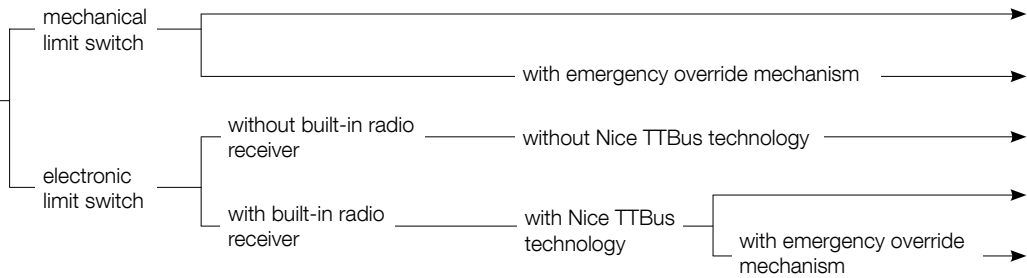 mechanical
limit switch
with emergency override mechanism
without built-in radio
receiver
without Nice TTBus technology
electronic
limit switch
with built-in radio
receiver
with Nice TTBus
technology
with emergency override
mechanism